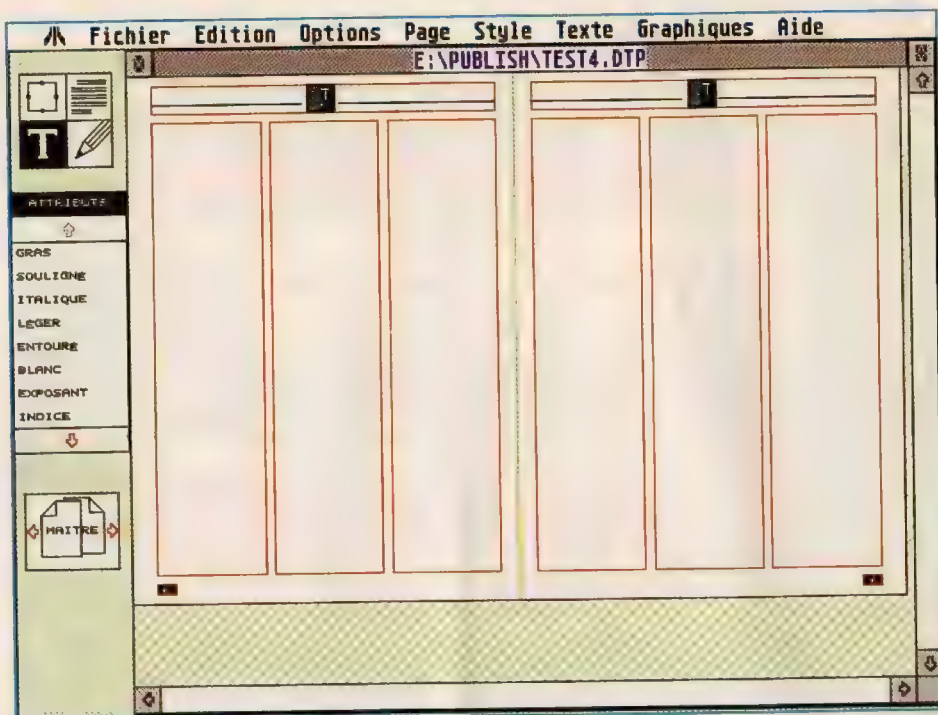 Fichier Edition Options Page Style Texte Graphiques Aide
E:\PUBLISH\TEST4.DTP
T
T
T
ATTRIBUTS
GRAS
SOULIGNE
ITALIQUE
LEGER
ENTOURE
BLANC
EXPOSANT
INDICE
MAITRE